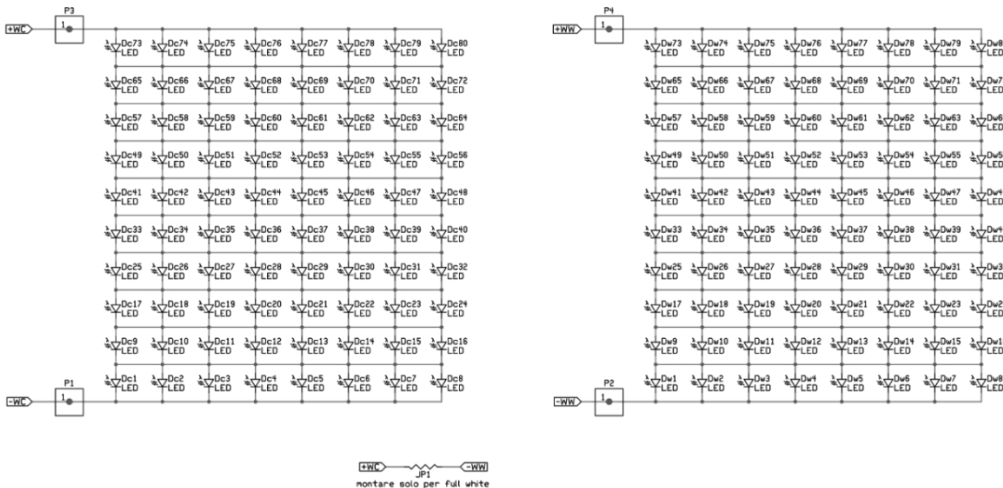 P3 P4
+WC 1 +WW 1
Dc73 Dc74 Dc75 Dc76 Dc77 Dc78 Dc79 Dc80 Dw73 Dw74 Dw75 Dw76 Dw77 Dw78 Dw79
LED LED LED LED LED LED LED LED LED LED LED LED LED LED LED LED
Dc65 Dc66 Dc67 Dc68 Dc69 Dc70 Dc71 Dc72 Dw65 Dw66 Dw67 Dw68 Dw69 Dw70 Dw71
LED LED LED LED LED LED LED LED LED LED LED LED LED LED LED LED
Dc57 Dc58 Dc59 Dc60 Dc61 Dc62 Dc63 Dc64 Dw57 Dw58 Dw59 Dw60 Dw61 Dw62 Dw63
LED LED LED LED LED LED LED LED LED LED LED LED LED LED LED LED
Dc49 Dc50 Dc51 Dc52 Dc53 Dc54 Dc55 Dc56 Dw49 Dw50 Dw51 Dw52 Dw53 Dw54 Dw55
LED LED LED LED LED LED LED LED LED LED LED LED LED LED LED LED
Dc41 Dc42 Dc43 Dc44 Dc45 Dc46 Dc47 Dc48 Dw41 Dw42 Dw43 Dw44 Dw45 Dw46 Dw47
LED LED LED LED LED LED LED LED LED LED LED LED LED LED LED LED
Dc33 Dc34 Dc35 Dc36 Dc37 Dc38 Dc39 Dc40 Dw33 Dw34 Dw35 Dw36 Dw37 Dw38 Dw39
LED LED LED LED LED LED LED LED LED LED LED LED LED LED LED LED
Dc25 Dc26 Dc27 Dc28 Dc29 Dc30 Dc31 Dc32 Dw25 Dw26 Dw27 Dw28 Dw29 Dw30 Dw31
LED LED LED LED LED LED LED LED LED LED LED LED LED LED LED LED
Dc17 Dc18 Dc19 Dc20 Dc21 Dc22 Dc23 Dc24 Dw17 Dw18 Dw19 Dw20 Dw21 Dw22 Dw23
LED LED LED LED LED LED LED LED LED LED LED LED LED LED LED LED
Dc9 Dc10 Dc11 Dc12 Dc13 Dc14 Dc15 Dc16 Dw9 Dw10 Dw11 Dw12 Dw13 Dw14 Dw15
LED LED LED LED LED LED LED LED LED LED LED LED LED LED LED LED
Dc1 Dc2 Dc3 Dc4 Dc5 Dc6 Dc7 Dc8 Dw1 Dw2 Dw3 Dw4 Dw5 Dw6 Dw7 Dw8
LED LED LED LED LED LED LED LED LED LED LED LED LED LED LED LED
P1 P2
-WC 1 -WW 1
+WC -WW
JP1
montare solo per full white